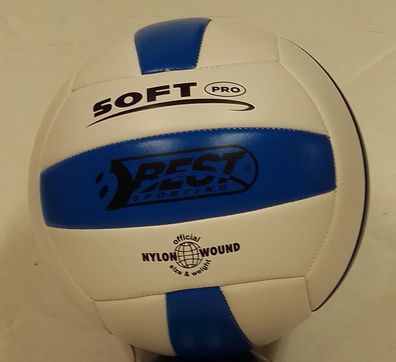 SOFT PRO
BEST
SPORTING
official
NYLON WOUND
size & weight